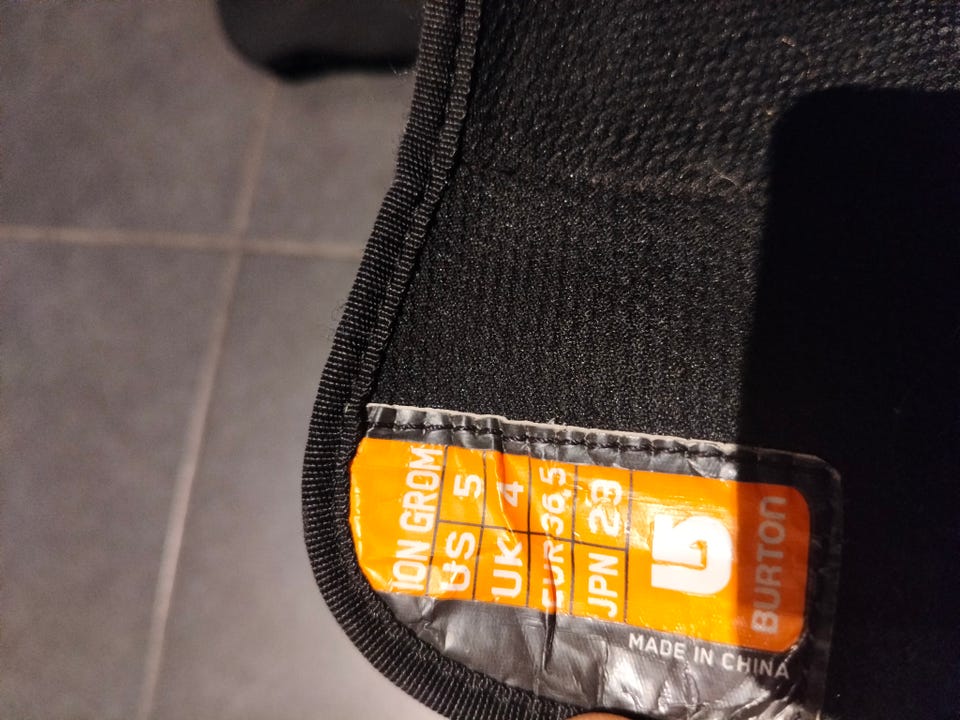 ION GROM
US 5
UK 4
EUR 36,5
JPN 23
BURTON
MADE IN CHINA